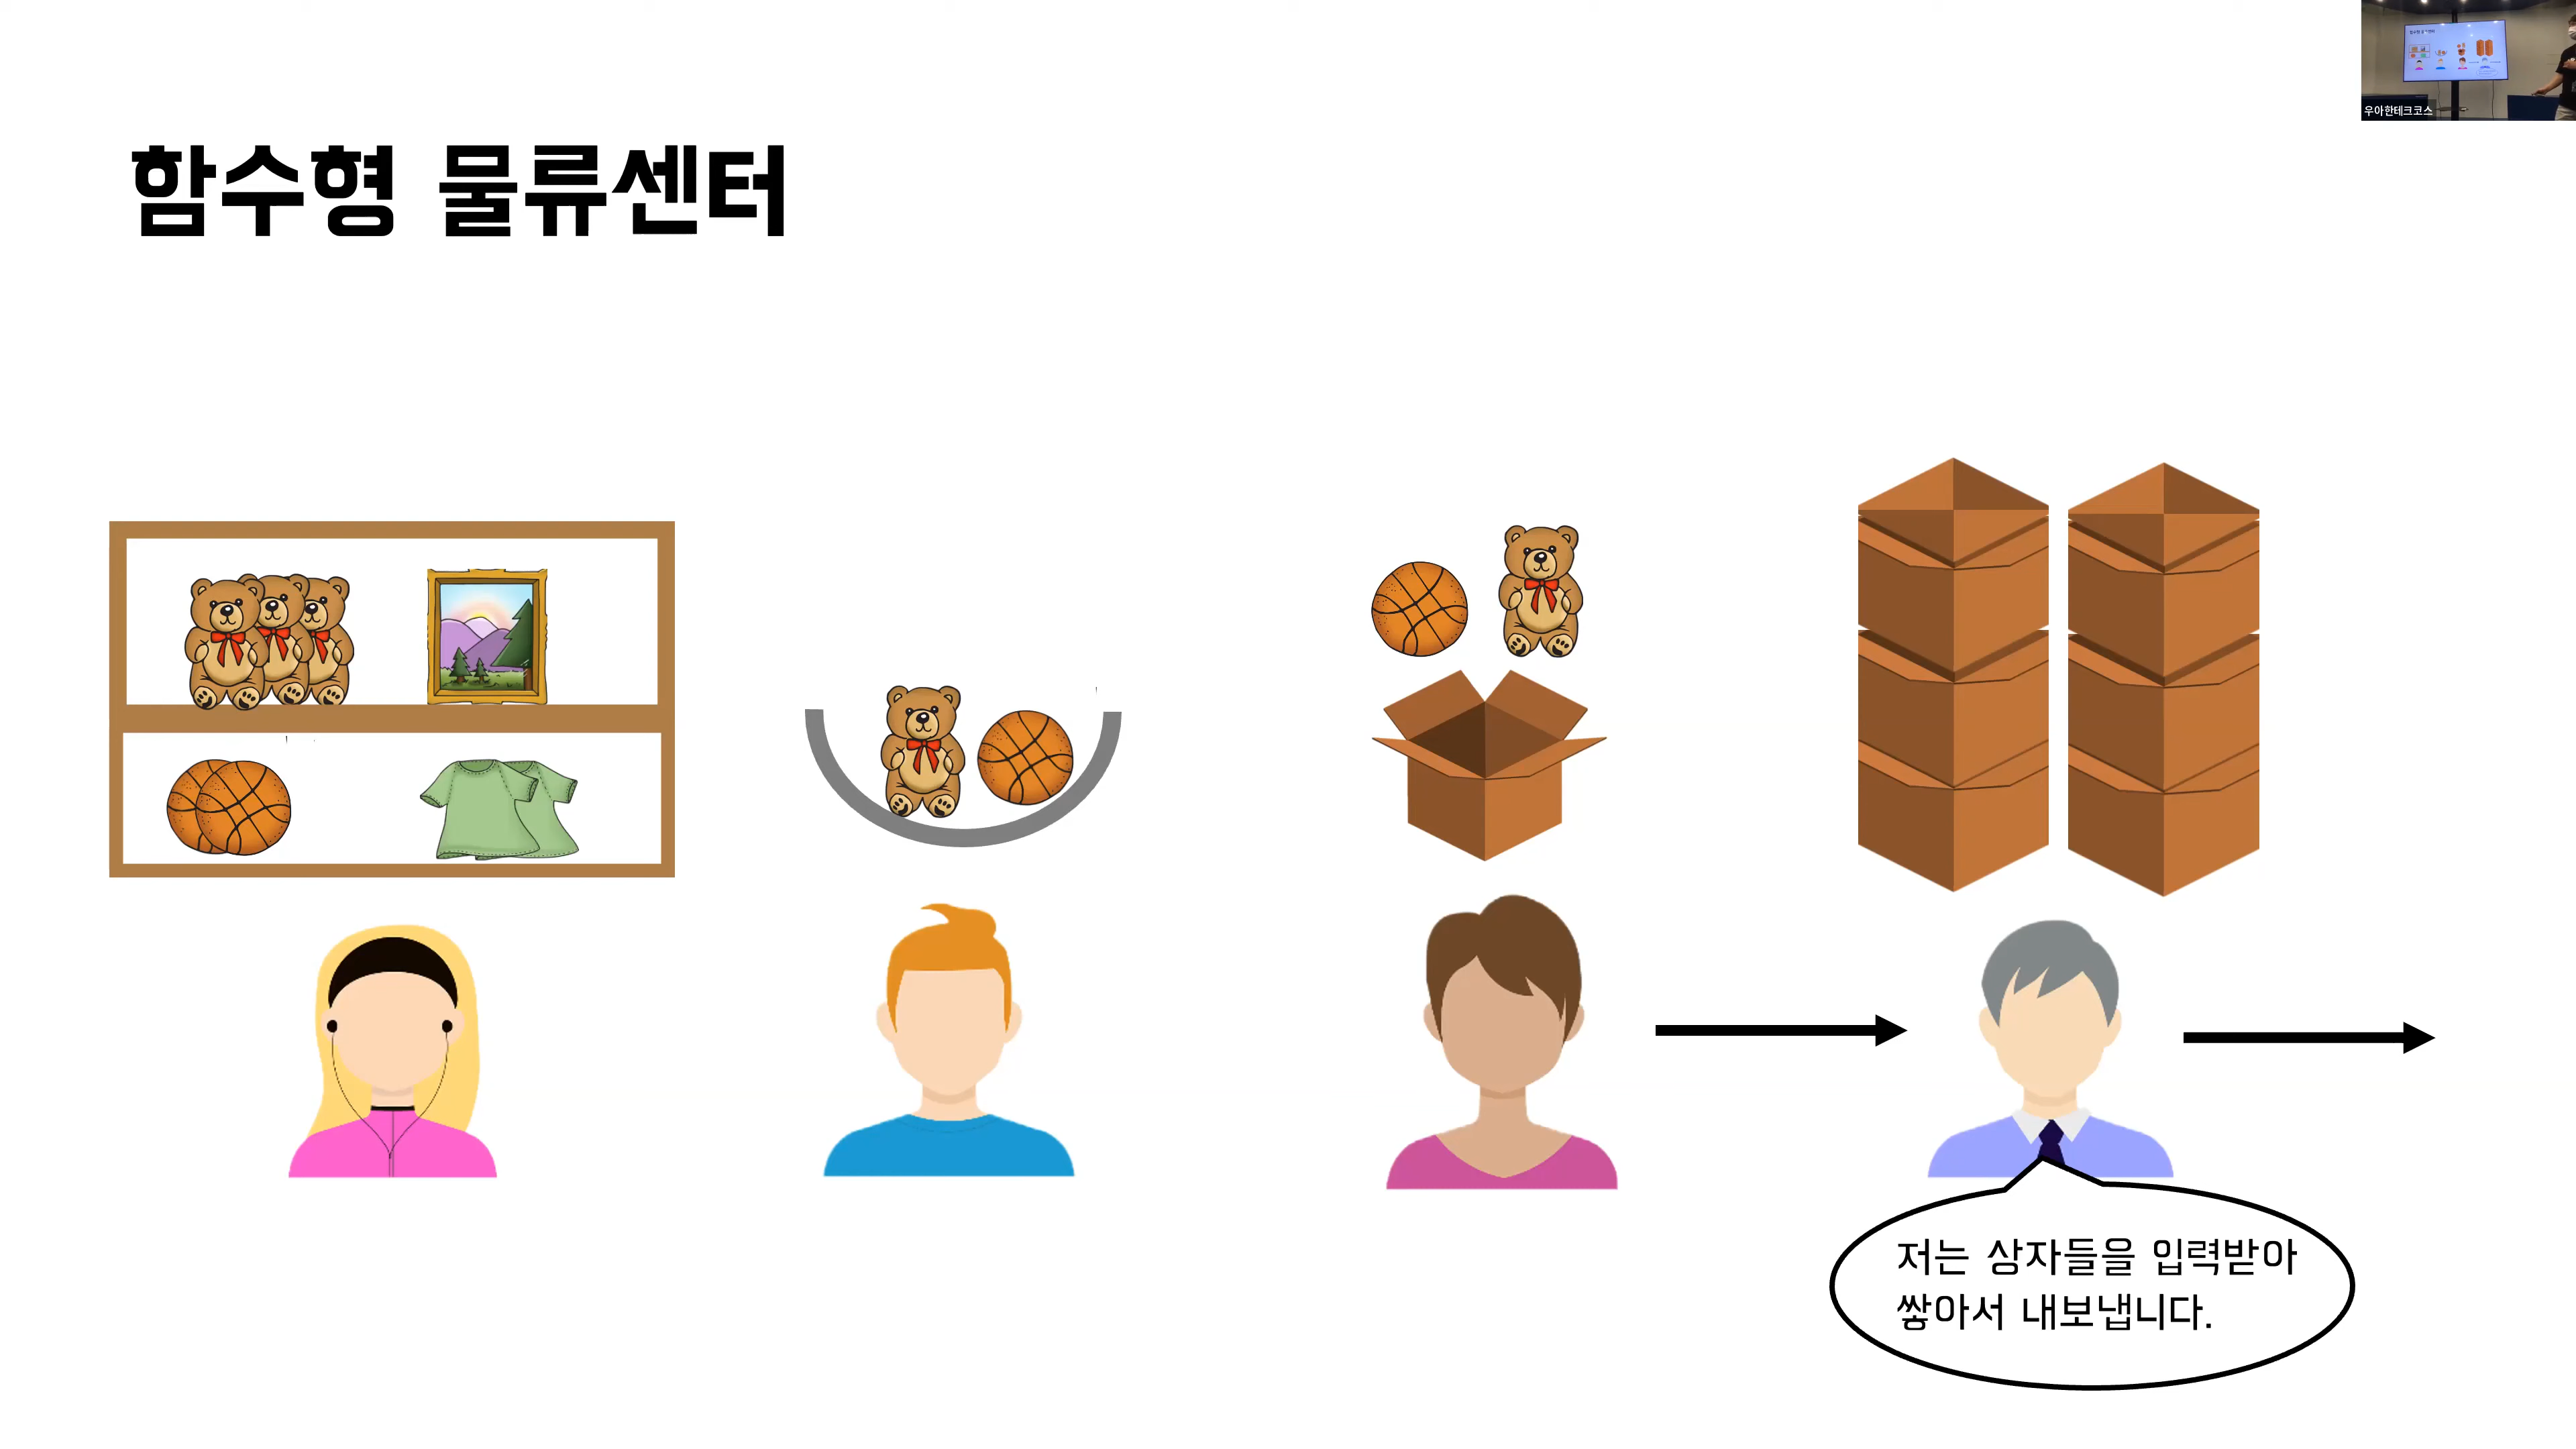 함수형 물류센터
우아한테크코스
저는 상자들을 입력받아
쌓아서 내보냅니다.